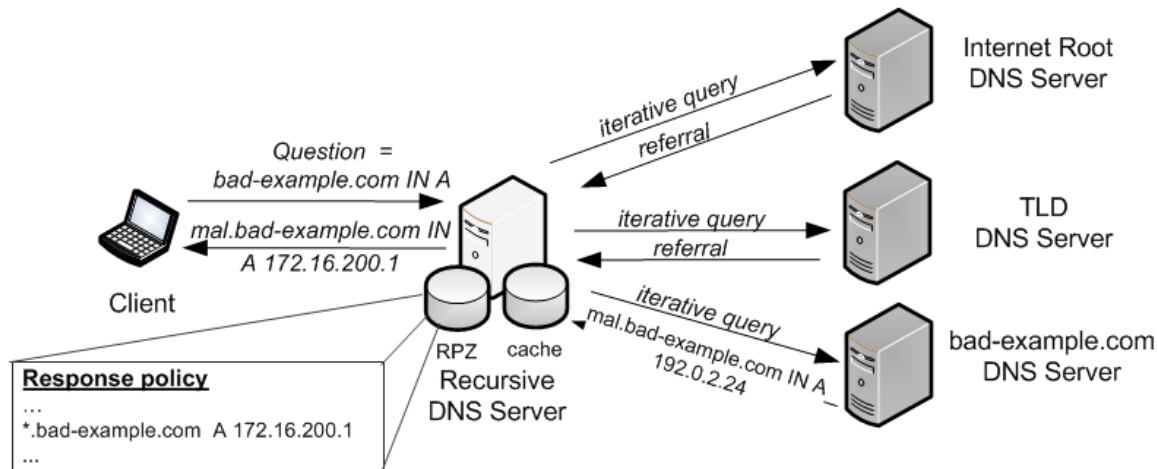 Internet Root
DNS Server
iterative query
referral
Question =
bad-example.com IN A
mal.bad-example.com IN
A 172.16.200.1
Client
iterative query
referral
TLD
DNS Server
iterative query
mal.bad-example.com IN A
192.0.2.24
bad-example.com
DNS Server
RPZ
cache
Recursive
DNS Server
Response policy
...
*.bad-example.com A 172.16.200.1
...